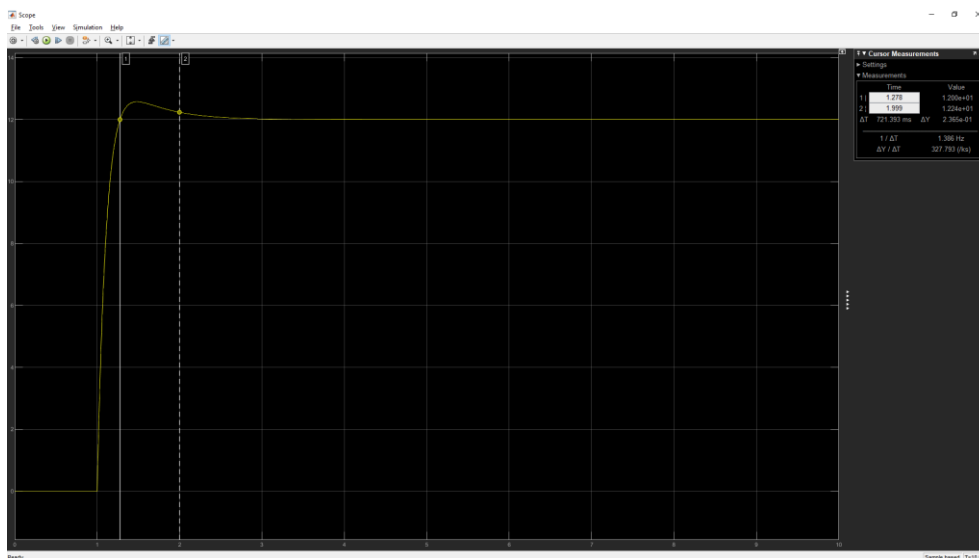 Scope
File Tools View Simulation Help
14
12
10
8
6
4
2
0
0 1 2 3 4 5 6 7 8 9 10
1
2
Cursor Measurements
Settings
Measurements
Time Value
1 | 1.278 1.200e+01
2 ¦ 1.999 1.224e+01
ΔT 721.393 ms ΔY 2.365e-01
1 / ΔT 1.386 Hz
ΔY / ΔT 327.793 (/ks)
Ready
Sample based